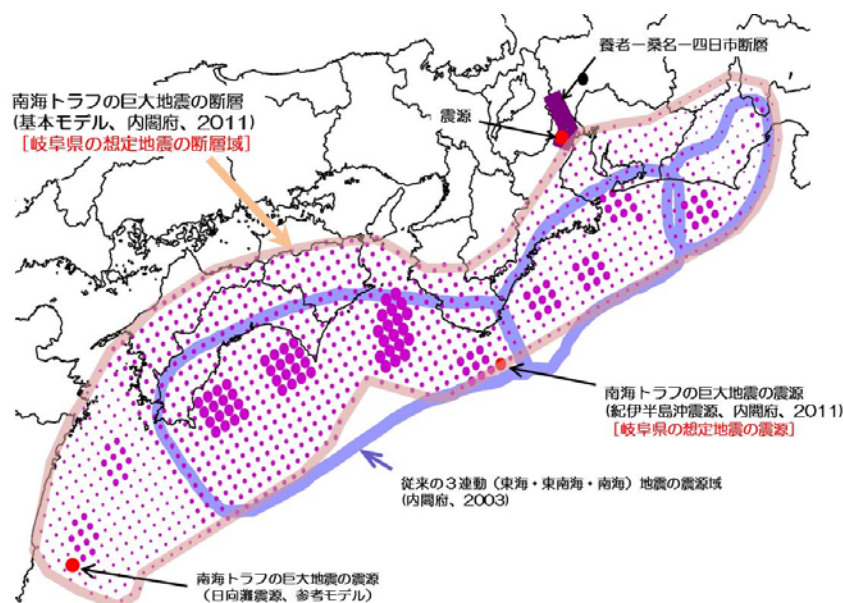 養老－桑名－四日市断層
南海トラフの巨大地震の断層
(基本モデル、内閣府、2011)
[岐阜県の想定地震の断層域]
震源
南海トラフの巨大地震の震源
(紀伊半島沖震源、内閣府、2011)
[岐阜県の想定地震の震源]
従来の３連動（東海・東南海・南海）地震の震源域
(内閣府、2003)
南海トラフの巨大地震の震源
（日向灘震源、参考モデル）